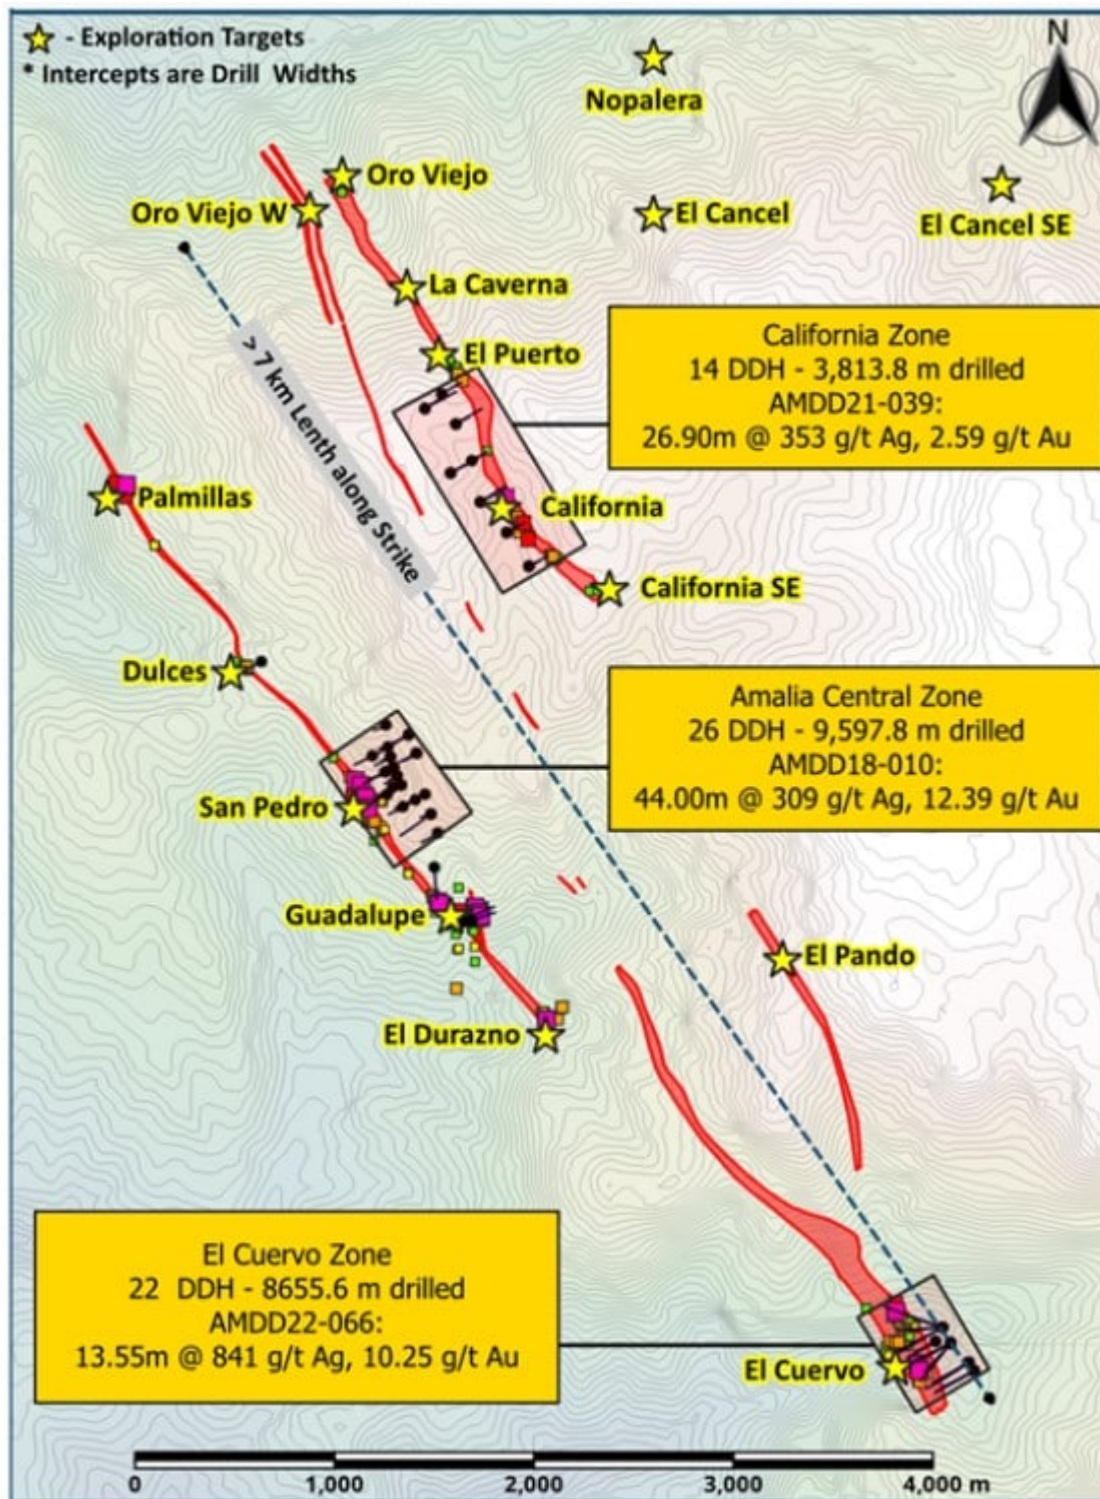 - Exploration Targets
* Intercepts are Drill Widths
N
Nopalera
Oro Viejo
Oro Viejo W
El Cancel
El Cancel SE
La Caverna
El Puerto
> 7 km Lenth along Strike
California Zone
14 DDH - 3,813.8 m drilled
AMDD21-039:
26.90m @ 353 g/t Ag, 2.59 g/t Au
Palmillas
California
California SE
Dulces
Amalia Central Zone
26 DDH - 9,597.8 m drilled
AMDD18-010:
44.00m @ 309 g/t Ag, 12.39 g/t Au
San Pedro
Guadalupe
El Pando
El Durazno
El Cuervo Zone
22 DDH - 8655.6 m drilled
AMDD22-066:
13.55m @ 841 g/t Ag, 10.25 g/t Au
El Cuervo
0 1,000 2,000 3,000 4,000 m